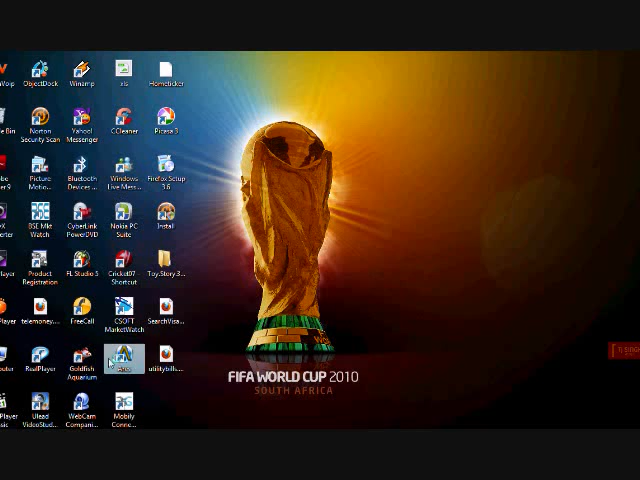 ObjectDock
Winamp
xls
Hometicker
Norton
Security Scan
Yahoo!
Messenger
CCleaner
Picasa 3
Picture
Motio...
Bluetooth
Devices ...
Windows
Live Mess...
Firefox Setup
3.6
BSE Mkt
Watch
CyberLink
PowerDVD
Nokia PC
Suite
Install
Product
Registration
FL Studio 5
Cricket07
Shortcut
Toy.Story.3...
telemoney...
FreeCall
CSOFT
MarketWatch
SearchVisa...
RealPlayer
Goldfish
Aquarium
utilitybills...
Ulead
VideoStud...
WebCam
Compani...
Mobily
Conne...
FIFA WORLD CUP 2010
SOUTH AFRICA